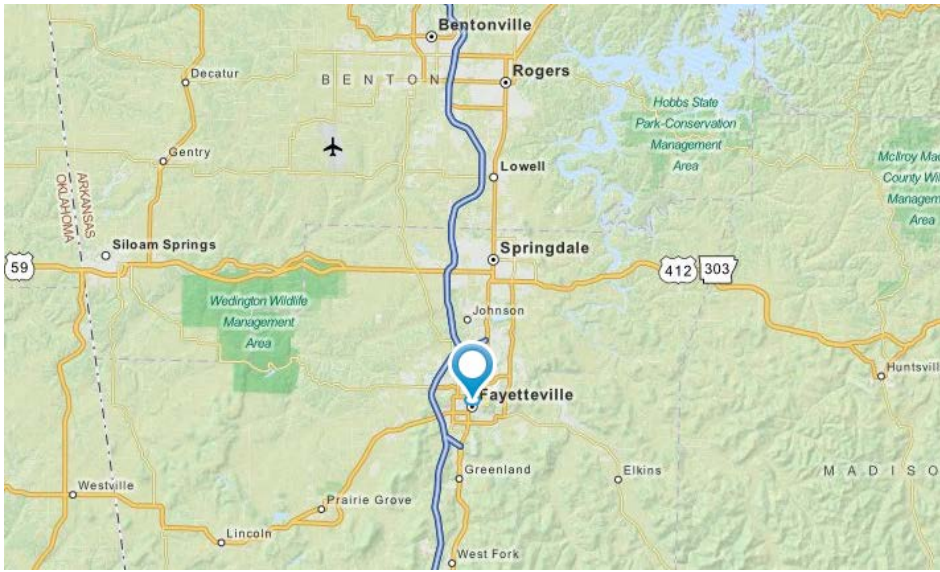 Bentonville
Decatur
BENTON
Rogers
Hobbs State
Park-Conservation
Management
Area
Gentry
Lowell
McIlroy Mad
County Wil
Managem
Area
ARKANSAS
OKLAHOMA
Siloam Springs
Springdale
59
412
303
Wedington Wildlife
Management
Area
Johnson
Huntsvill
Fayetteville
Greenland
Elkins
MADISO
Westville
Prairie Grove
Lincoln
West Fork